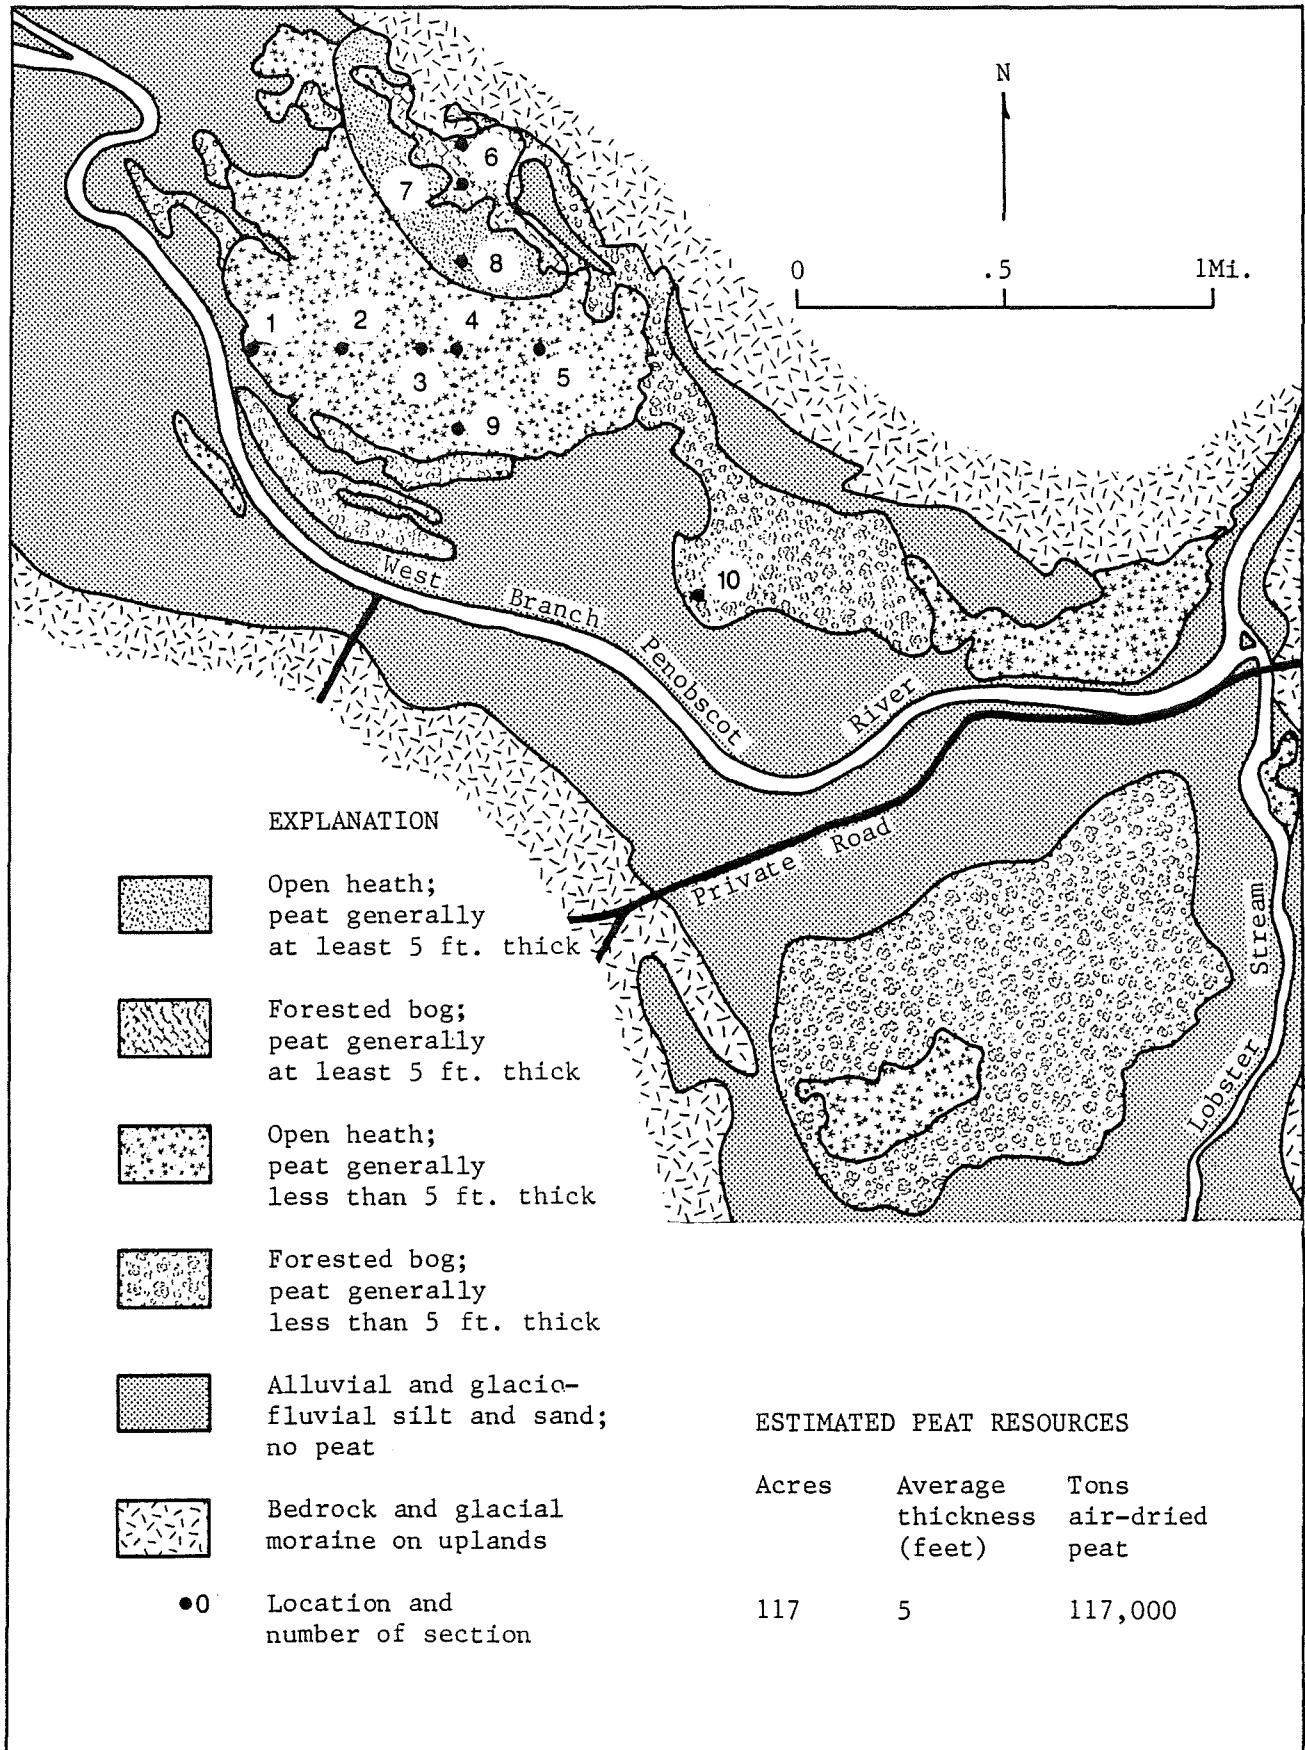 N
0 .5 1Mi.
6
7
8
1 2 4
3 5
9
10
West Branch Penobscot River
Private Road
Lobster Stream
EXPLANATION
Open heath;
peat generally
at least 5 ft. thick
Forested bog;
peat generally
at least 5 ft. thick
Open heath;
peat generally
less than 5 ft. thick
Forested bog;
peat generally
less than 5 ft. thick
Alluvial and glacio-
fluvial silt and sand;
no peat
Bedrock and glacial
moraine on uplands
0 Location and
number of section
ESTIMATED PEAT RESOURCES
Acres Average Tons
thickness air-dried
(feet) peat
117 5 117,000